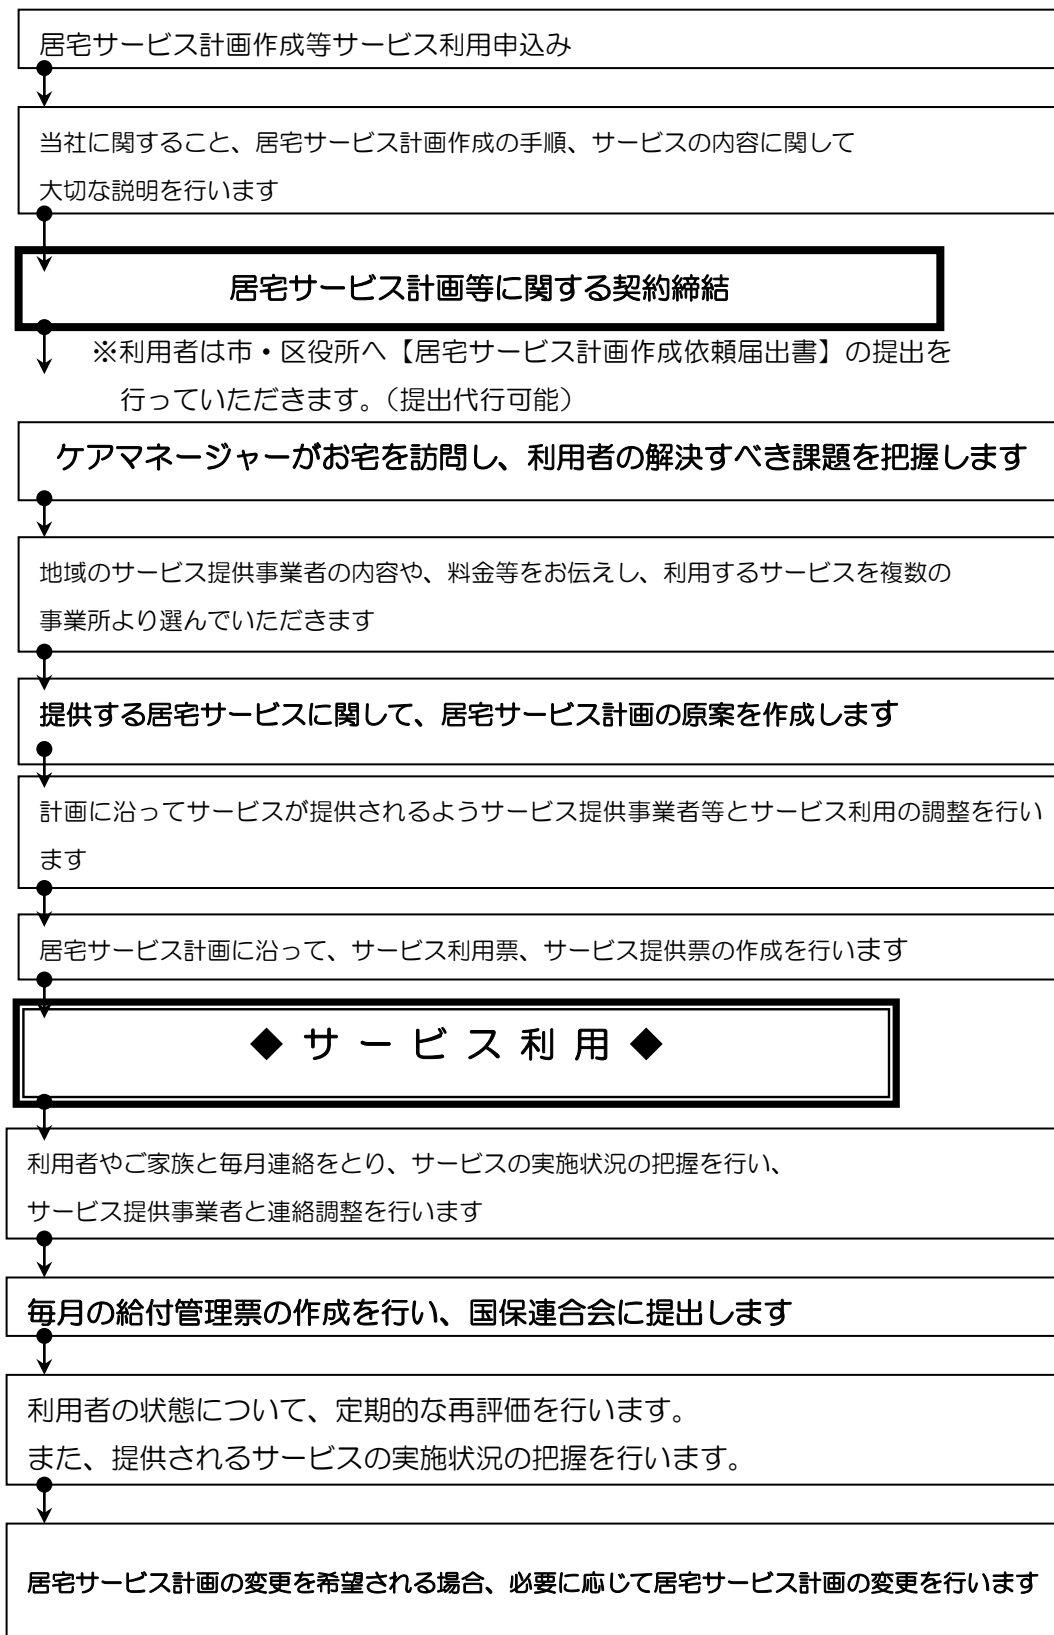 居宅サービス計画作成等サービス利用申込み
当社に関すること、居宅サービス計画作成の手順、サービスの内容に関して
大切な説明を行います
居宅サービス計画等に関する契約締結
※利用者は市・区役所へ【居宅サービス計画作成依頼届出書】の提出を
行っていただきます。（提出代行可能）
ケアマネージャーがお宅を訪問し、利用者の解決すべき課題を把握します
地域のサービス提供事業者の内容や、料金等をお伝えし、利用するサービスを複数の
事業所より選んでいただきます
提供する居宅サービスに関して、居宅サービス計画の原案を作成します
計画に沿ってサービスが提供されるようサービス提供事業者等とサービス利用の調整を行い
ます
居宅サービス計画に沿って、サービス利用票、サービス提供票の作成を行います
◆ サ ー ビ ス 利 用 ◆
利用者やご家族と毎月連絡をとり、サービスの実施状況の把握を行い、
サービス提供事業者と連絡調整を行います
毎月の給付管理票の作成を行い、国保連合会に提出します
利用者の状態について、定期的な再評価を行います。
また、提供されるサービスの実施状況の把握を行います。
居宅サービス計画の変更を希望される場合、必要に応じて居宅サービス計画の変更を行います